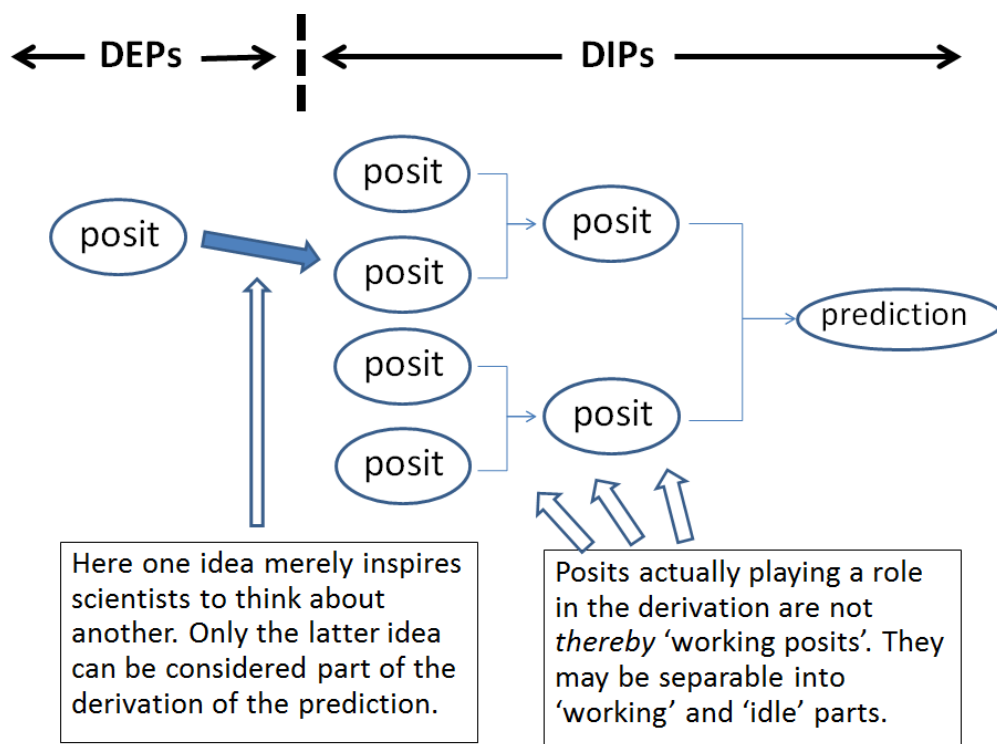 DEPs
DIPs
posit
posit
posit
posit
posit
prediction
posit
posit
posit
Here one idea merely inspires
scientists to think about
another. Only the latter idea
can be considered part of the
derivation of the prediction.
Posits actually playing a role
in the derivation are not
thereby ‘working posits’. They
may be separable into
‘working’ and ‘idle’ parts.